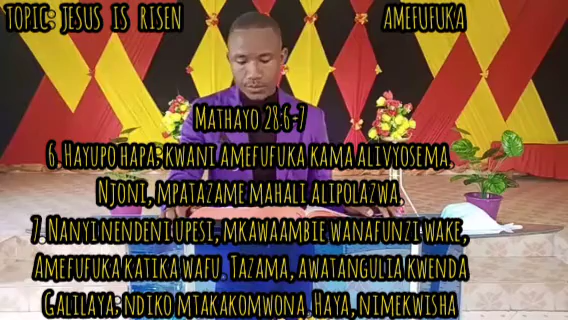 TOPIC: JESUS IS RISEN AMEFUFUKA
MATHAYO 28:6-7
6. HAYUPO HAPA; KWANI AMEFUFUKA KAMA ALIVYOSEMA.
NJONI, MPATAZAME MAHALI ALIPOLAZWA.
7. NANYI NENDENI UPESI, MKAWAAMBIE WANAFUNZI WAKE,
AMEFUFUKA KATIKA WAFU. TAZAMA, AWATANGULIA KWENDA
GALILAYA; NDIKO MTAKAKOMWONA. HAYA, NIMEKWISHA